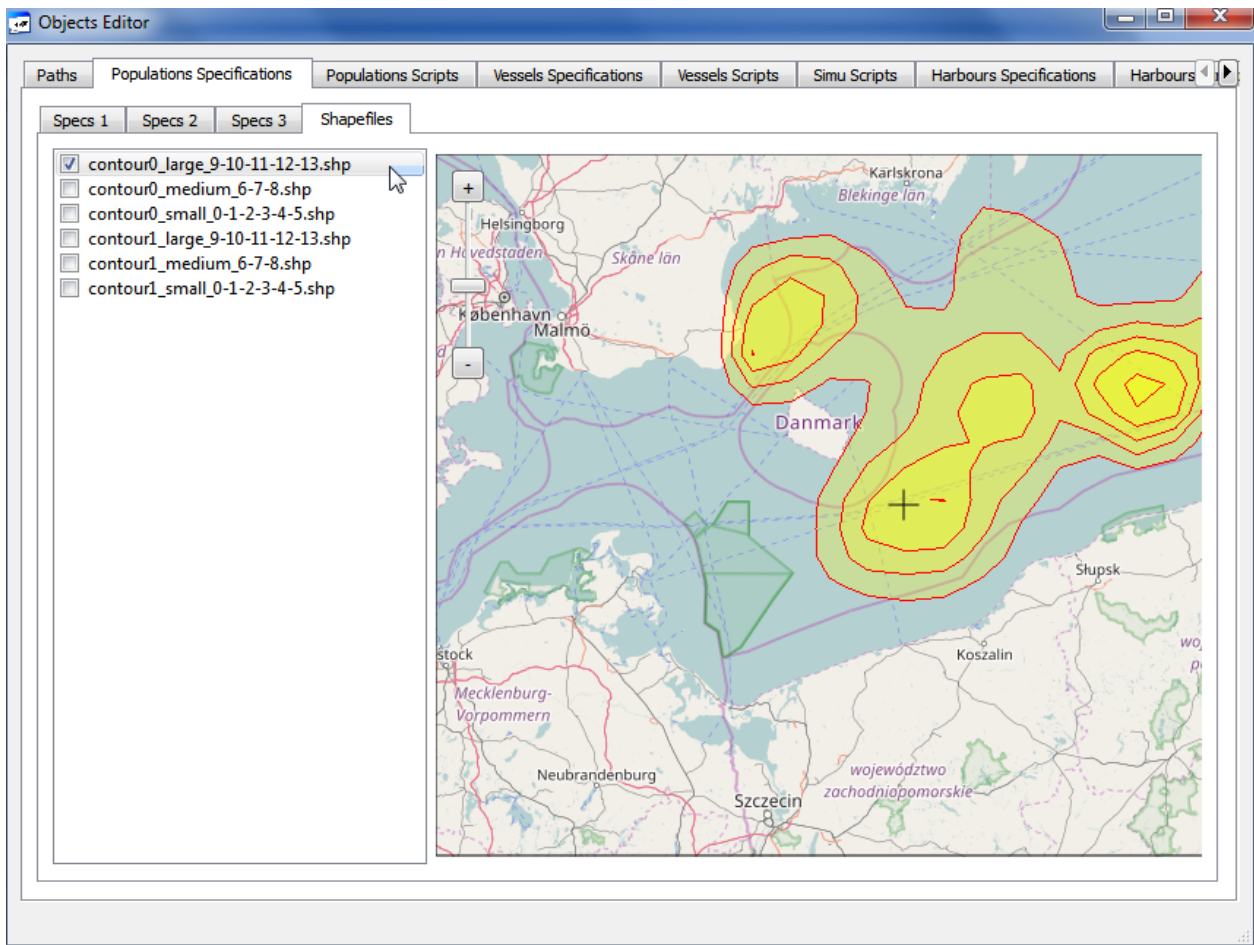 Objects Editor
Paths
Populations Specifications
Populations Scripts
Vessels Specifications
Vessels Scripts
Simu Scripts
Harbours Specifications
Harbours
Specs 1
Specs 2
Specs 3
Shapefiles
contour0_large_9-10-11-12-13.shp
contour0_medium_6-7-8.shp
contour0_small_0-1-2-3-4-5.shp
contour1_large_9-10-11-12-13.shp
contour1_medium_6-7-8.shp
contour1_small_0-1-2-3-4-5.shp
+
-
Karlskrona
Blekinge län
Helsingborg
Skåne län
København
Malmö
Danmark
Słupsk
Koszalin
stock
Mecklenburg-
Vorpommern
Neubrandenburg
Szczecin
województwo
zachodniopomorskie